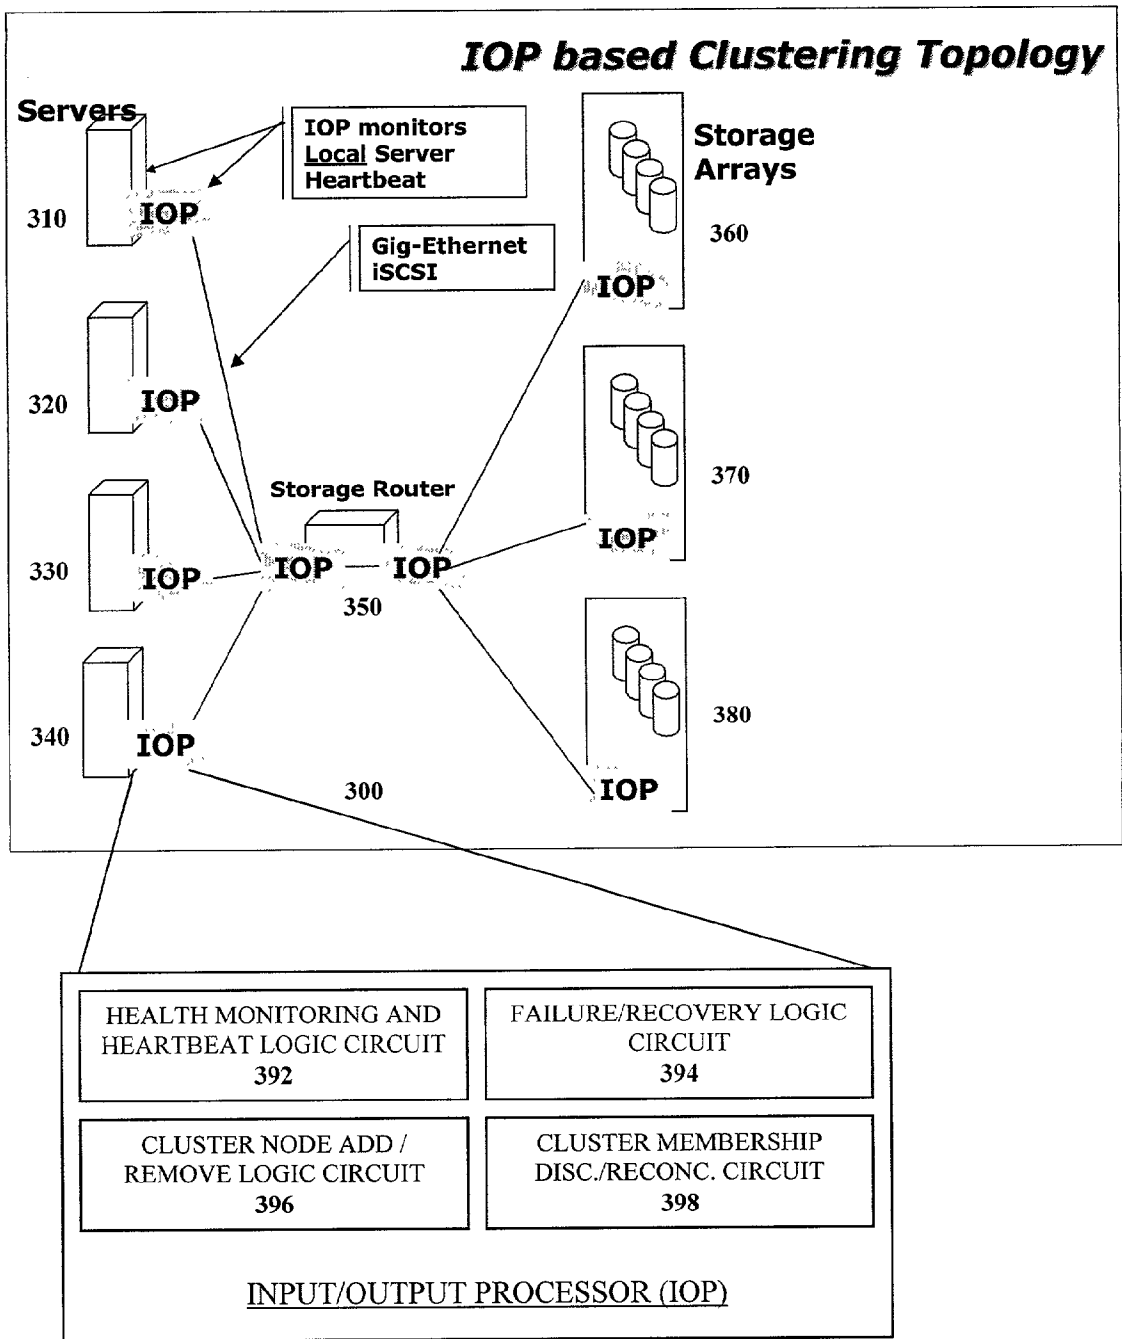 IOP based Clustering Topology
Servers
IOP monitors
Local Server
Heartbeat
Storage
Arrays
310
IOP
360
Gig-Ethernet
iSCSI
IOP
320
IOP
370
Storage Router
330
IOP
IOP
IOP
350
IOP
340
IOP
380
300
IOP
HEALTH MONITORING AND
HEARTBEAT LOGIC CIRCUIT
392
FAILURE/RECOVERY LOGIC
CIRCUIT
394
CLUSTER NODE ADD /
REMOVE LOGIC CIRCUIT
396
CLUSTER MEMBERSHIP
DISC./RECONC. CIRCUIT
398
INPUT/OUTPUT PROCESSOR (IOP)